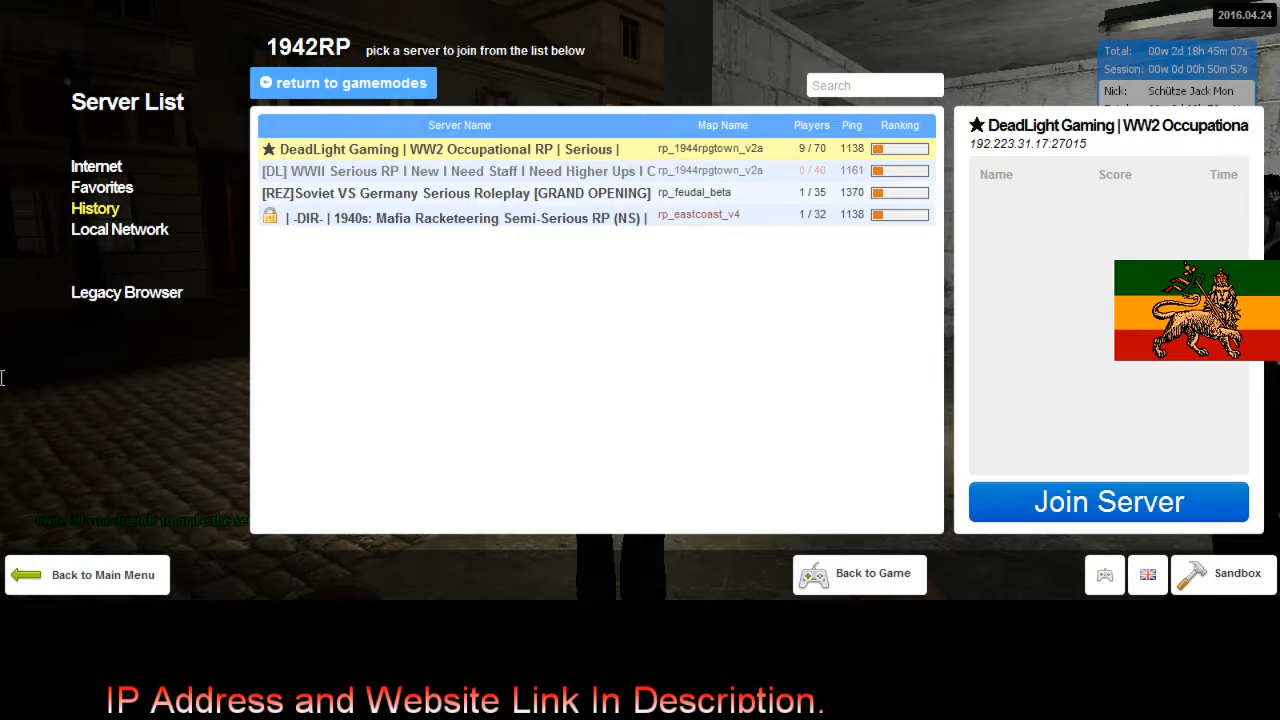 2016.04.24
1942RP pick a server to join from the list below
Total: 00w 2d 18h 45m 07s
Session: 00w 0d 00h 50m 57s
Nick: Schütze Jack Mon
return to gamemodes
Search
Server List
Internet
Favorites
History
Local Network
Legacy Browser
Server Name Map Name Players Ping Ranking
DeadLight Gaming | WW2 Occupational RP | Serious | rp_1944rpgtown_v2a 9 / 70 1138
[DL] WWII Serious RP I New I Need Staff I Need Higher Ups I C rp_1944rpgtown_v2a 0 / 40 1161
[REZ]Soviet VS Germany Serious Roleplay [GRAND OPENING] rp_feudal_beta 1 / 35 1370
| -DIR- | 1940s: Mafia Racketeering Semi-Serious RP (NS) | rp_eastcoast_v4 1 / 32 1138
DeadLight Gaming | WW2 Occupationa
192.223.31.17:27015
Name Score Time
Join Server
Back to Main Menu
Back to Game
Sandbox
IP Address and Website Link In Description.